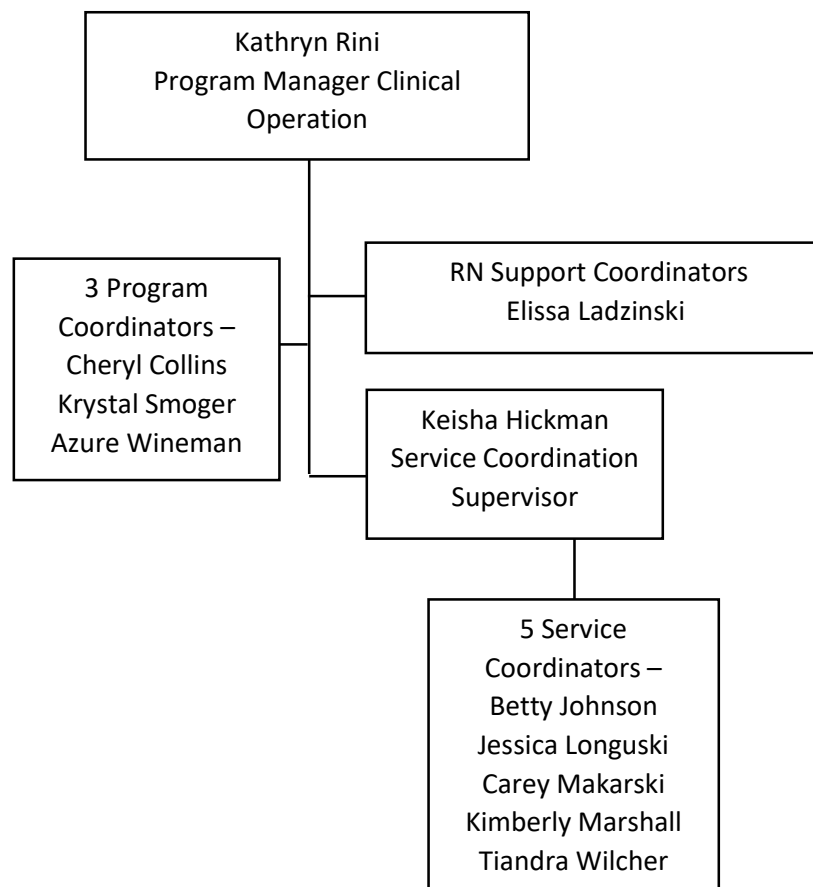 Kathryn Rini
Program Manager Clinical
Operation
3 Program
Coordinators –
Cheryl Collins
Krystal Smoger
Azure Wineman
RN Support Coordinators
Elissa Ladzinski
Keisha Hickman
Service Coordination
Supervisor
5 Service
Coordinators –
Betty Johnson
Jessica Longuski
Carey Makarski
Kimberly Marshall
Tiandra Wilcher